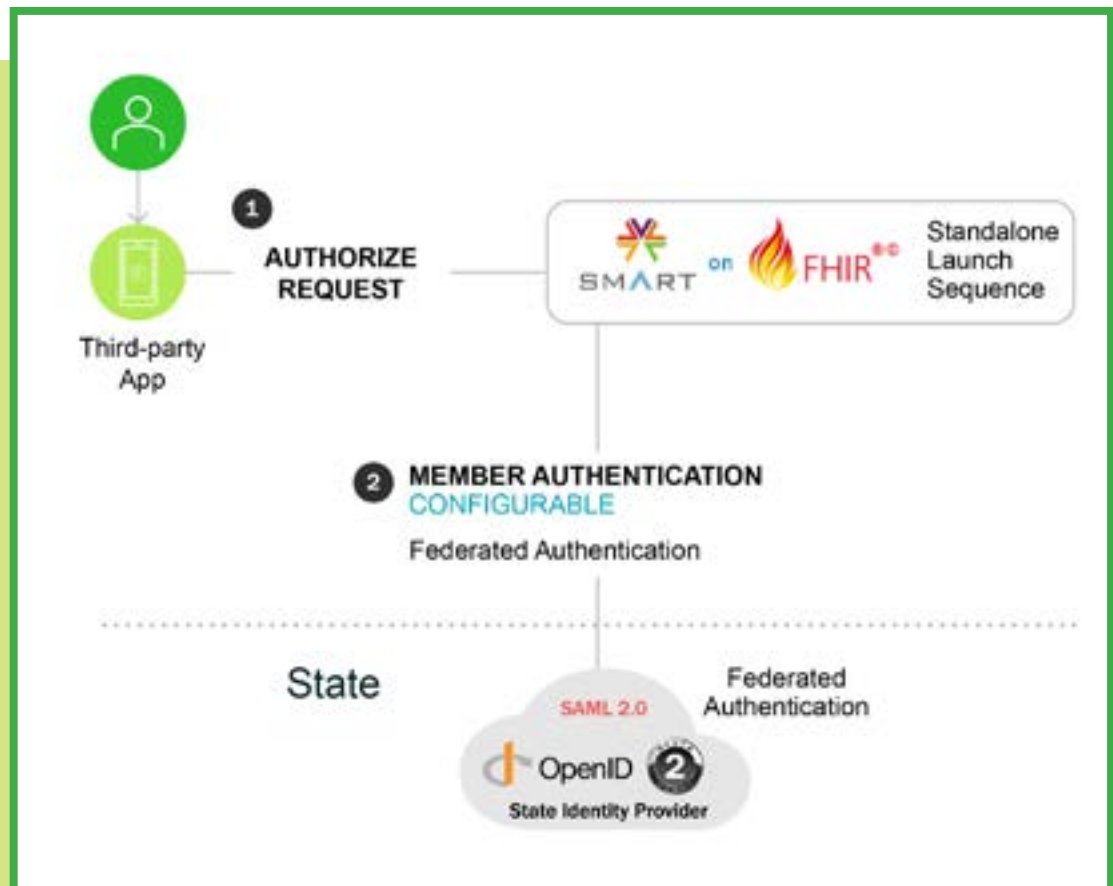 1
AUTHORIZE
REQUEST
SMART on FHIR®©
Standalone
Launch
Sequence
Third-party
App
2 MEMBER AUTHENTICATION
CONFIGURABLE
Federated Authentication
State
Federated
Authentication
SAML 2.0
OpenID 2
State Identity Provider